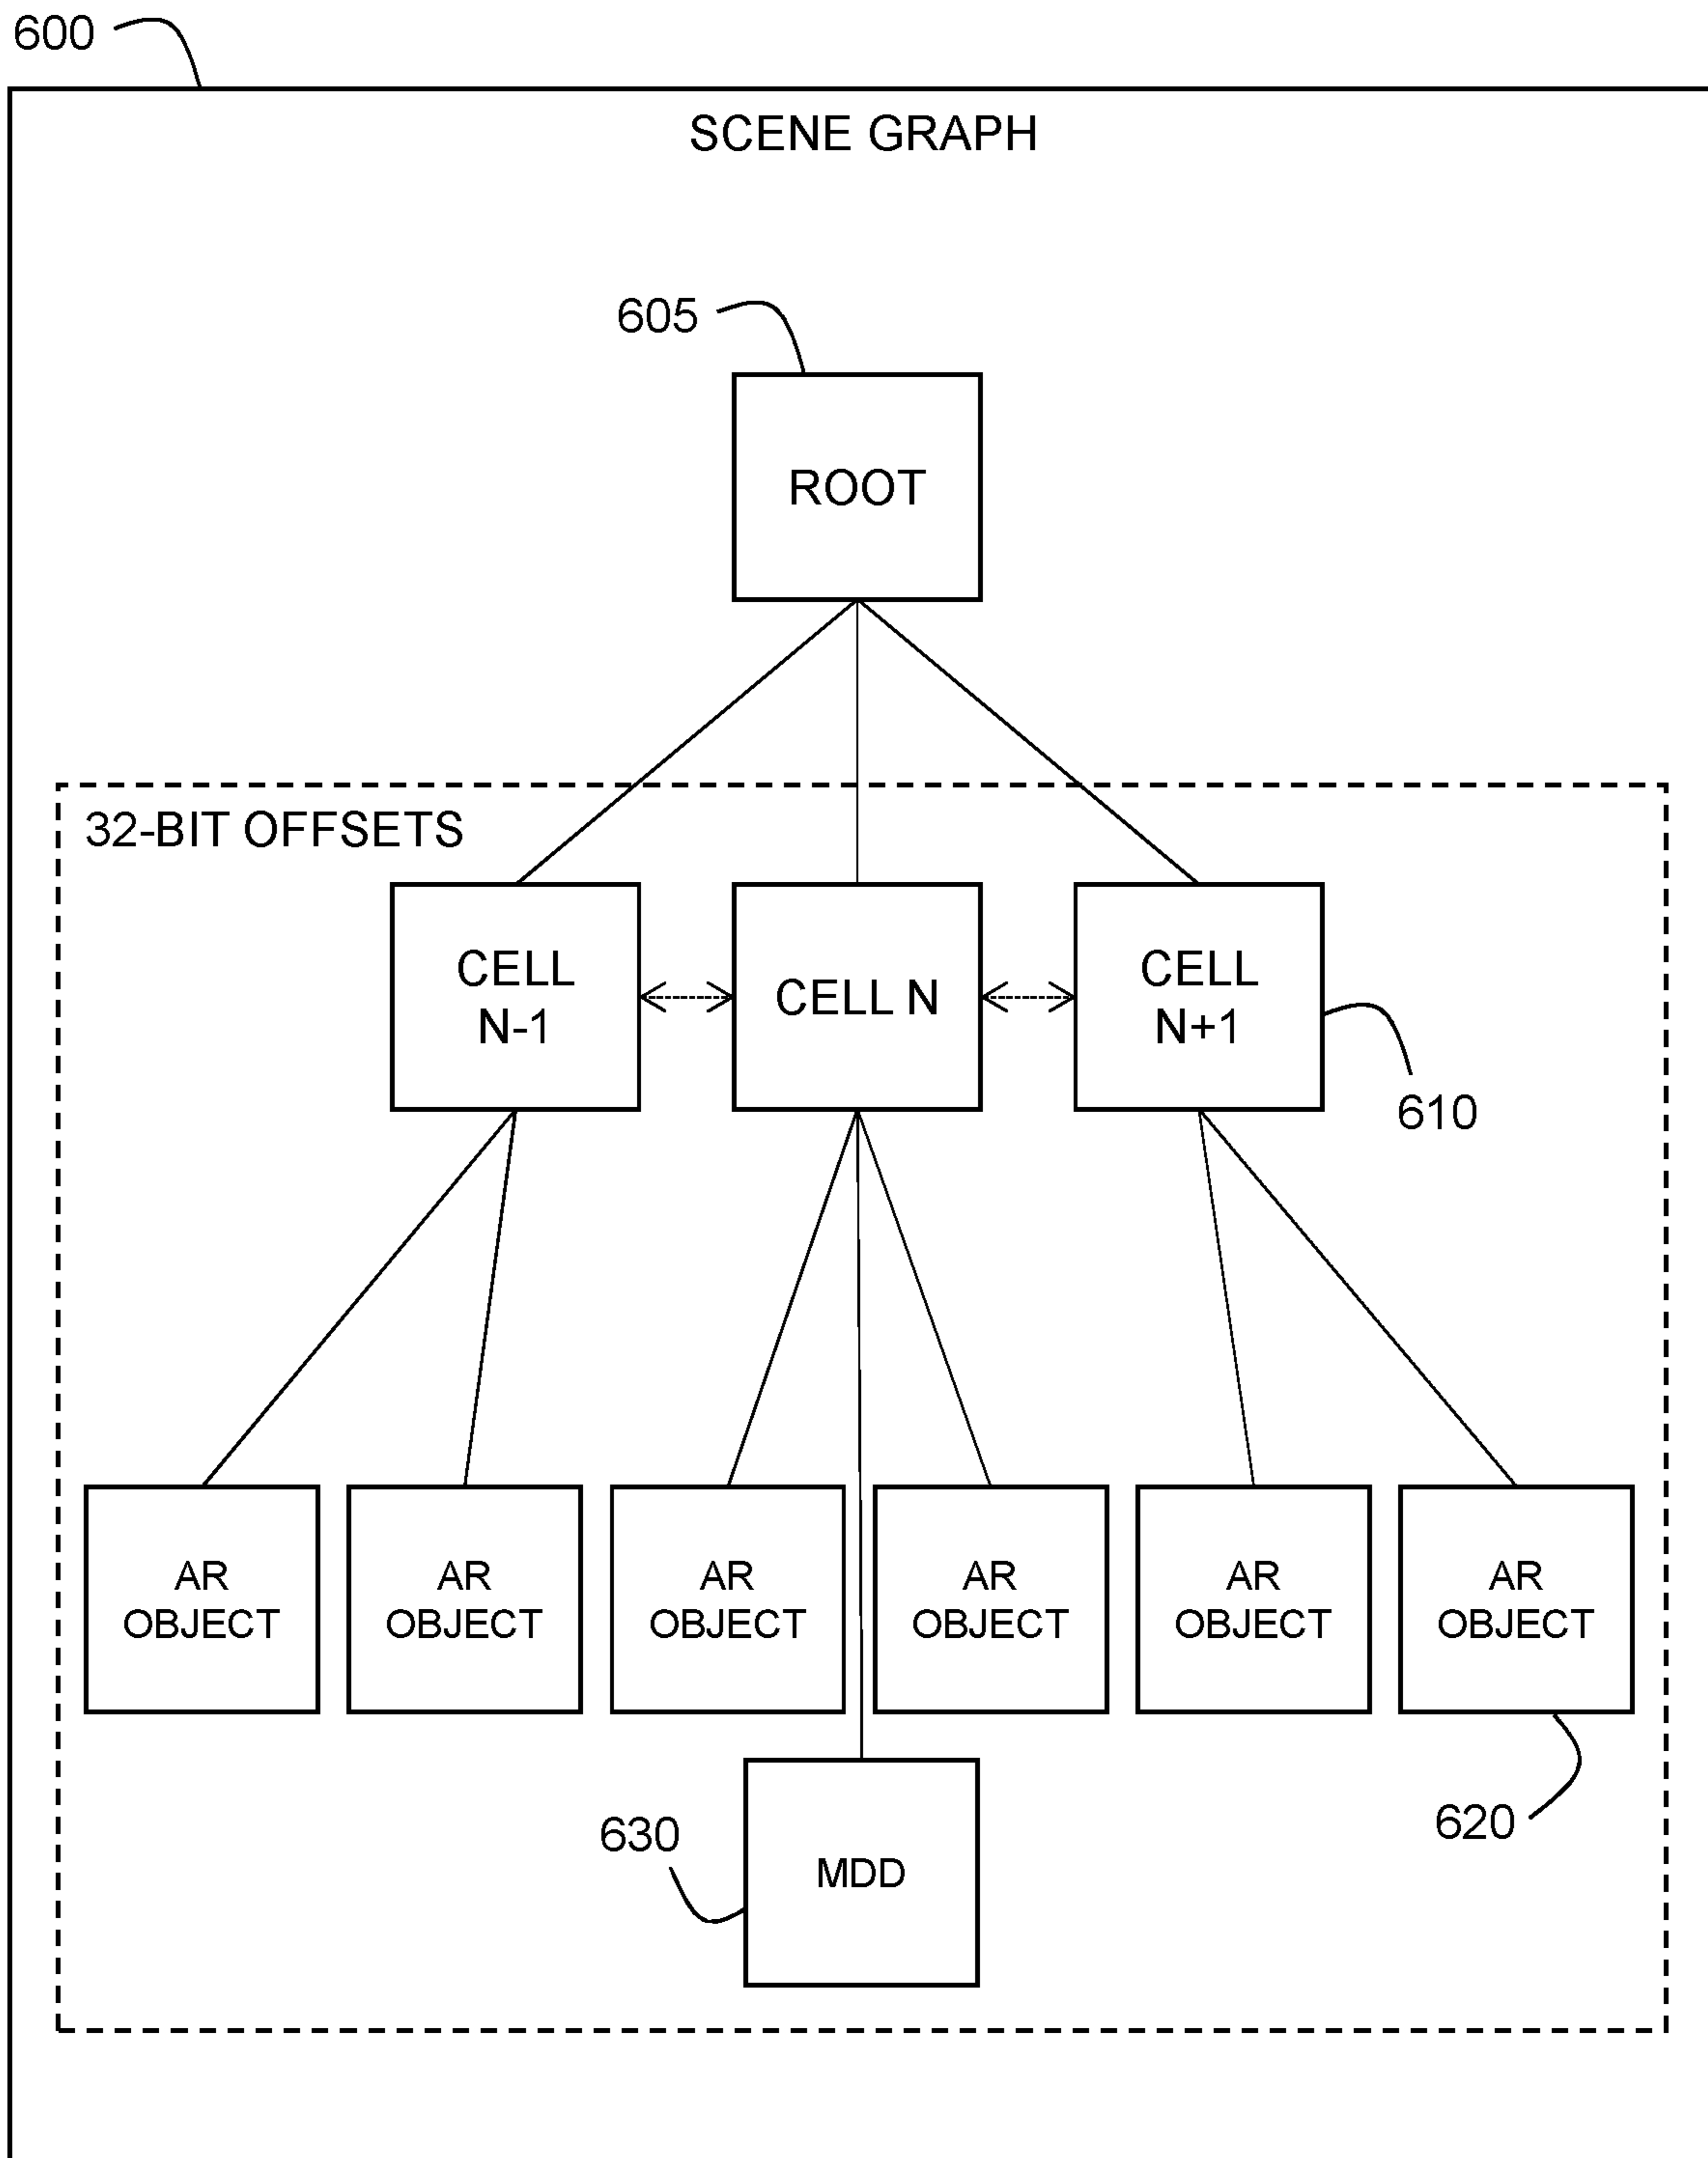 600
SCENE GRAPH
605
ROOT
32-BIT OFFSETS
CELL
N-1
CELL N
CELL
N+1
610
AR
OBJECT
AR
OBJECT
AR
OBJECT
AR
OBJECT
AR
OBJECT
AR
OBJECT
620
630
MDD